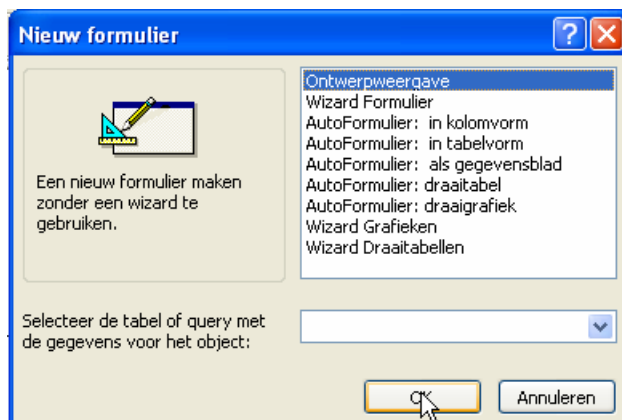 Nieuw formulier
Een nieuw formulier maken
zonder een wizard te
gebruiken.
Ontwerpweergave
Wizard Formulier
AutoFormulier: in kolomvorm
AutoFormulier: in tabelvorm
AutoFormulier: als gegevensblad
AutoFormulier: draaitabel
AutoFormulier: draaigrafiek
Wizard Grafieken
Wizard Draaitabellen
Selecteer de tabel of query met
de gegevens voor het object:
OK
Annuleren